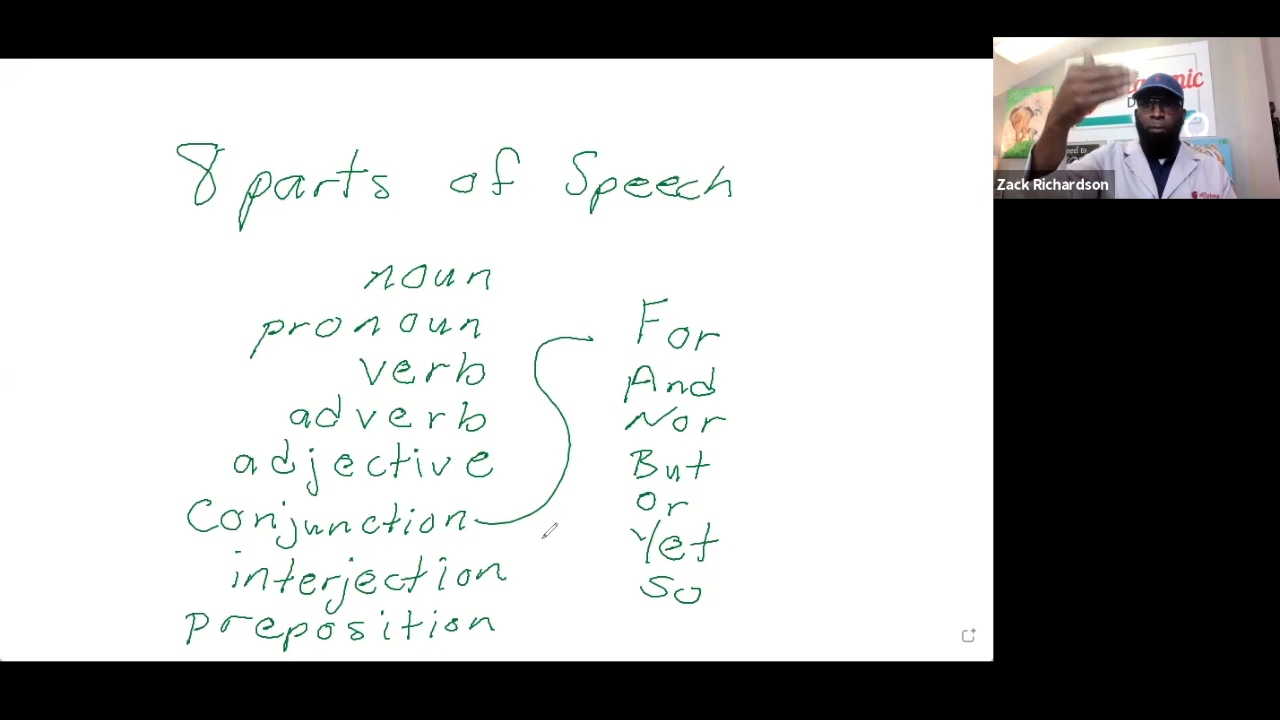 8 parts of Speech
noun
pronoun
verb
adverb
adjective
Conjunction
interjection
preposition
For
And
Nor
But
Or
Yet
So
Zack Richardson